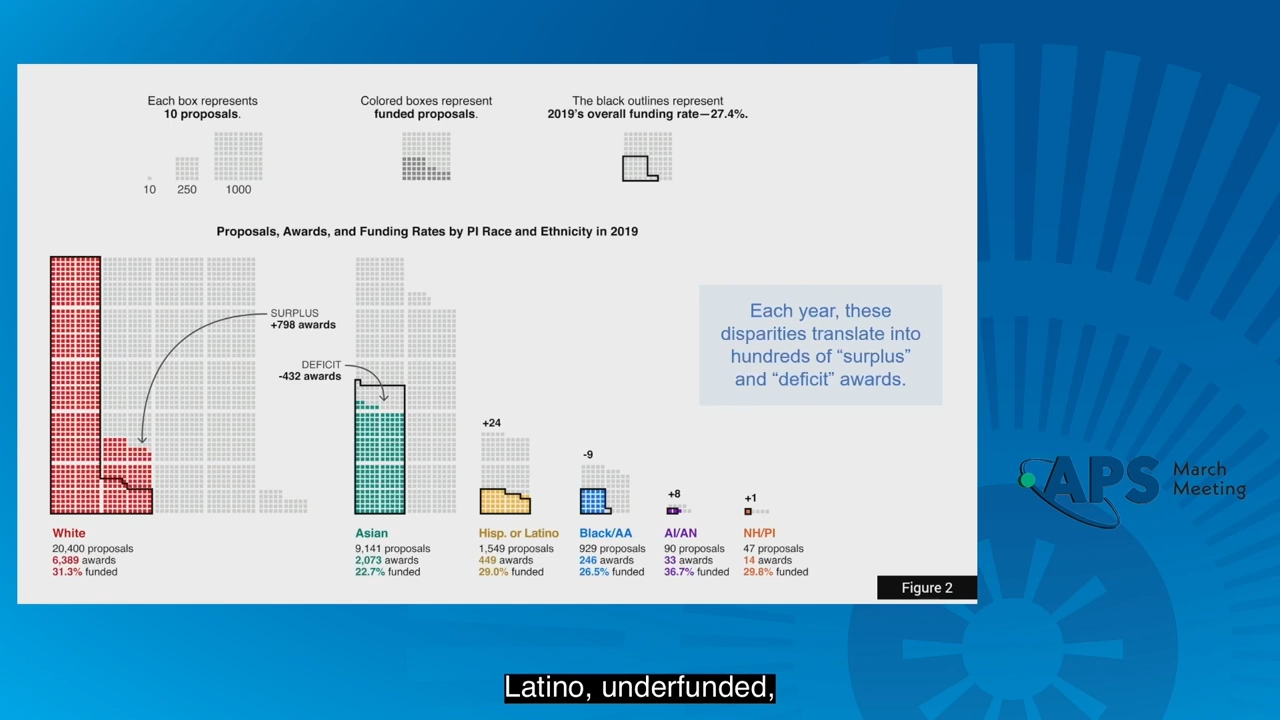 Each box represents
10 proposals.
10
250
1000
Colored boxes represent
funded proposals.
The black outlines represent
2019's overall funding rate—27.4%.
Proposals, Awards, and Funding Rates by PI Race and Ethnicity in 2019
SURPLUS
+798 awards
DEFICIT
-432 awards
+24
-9
+8
+1
White
20,400 proposals
6,389 awards
31.3% funded
Asian
9,141 proposals
2,073 awards
22.7% funded
Hisp. or Latino
1,549 proposals
449 awards
29.0% funded
Black/AA
929 proposals
246 awards
26.5% funded
AI/AN
90 proposals
33 awards
36.7% funded
NH/PI
47 proposals
14 awards
29.8% funded
Each year, these
disparities translate into
hundreds of “surplus”
and “deficit” awards.
Figure 2
APS
March
Meeting
Latino, underfunded,